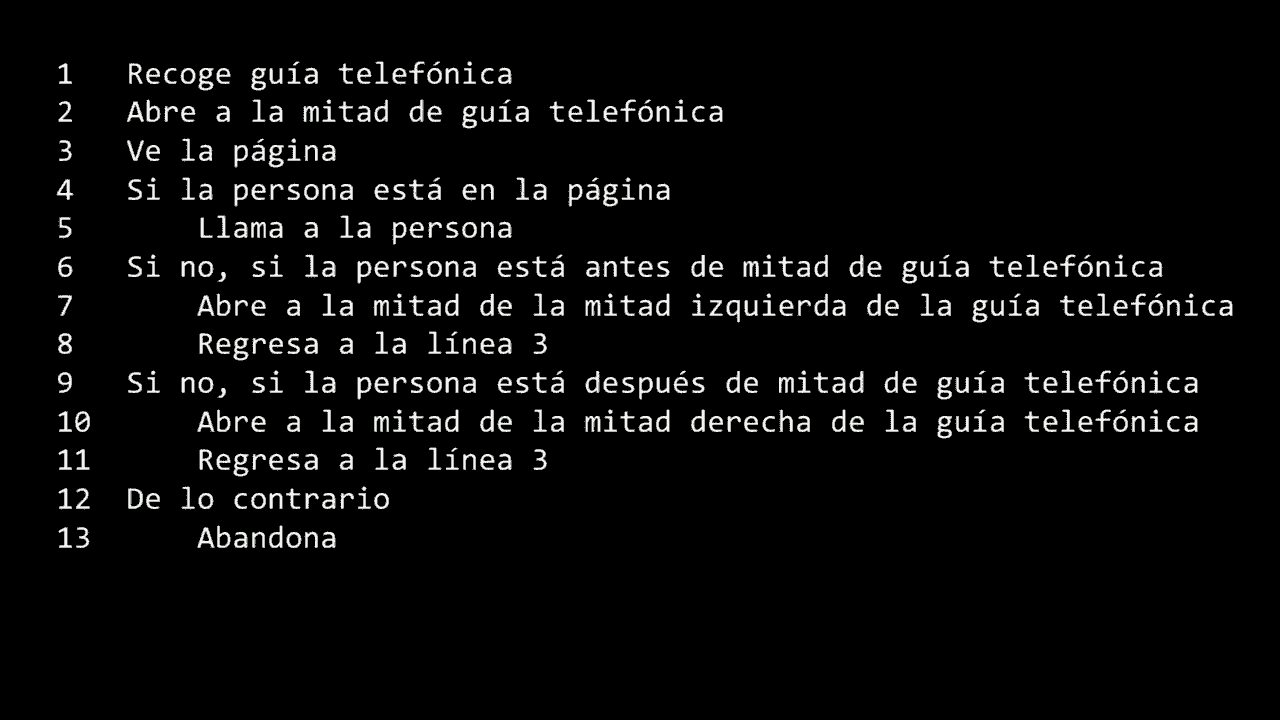 1 Recoge guía telefónica
2 Abre a la mitad de guía telefónica
3 Ve la página
4 Si la persona está en la página
5 Llama a la persona
6 Si no, si la persona está antes de mitad de guía telefónica
7 Abre a la mitad de la mitad izquierda de la guía telefónica
8 Regresa a la línea 3
9 Si no, si la persona está después de mitad de guía telefónica
10 Abre a la mitad de la mitad derecha de la guía telefónica
11 Regresa a la línea 3
12 De lo contrario
13 Abandona